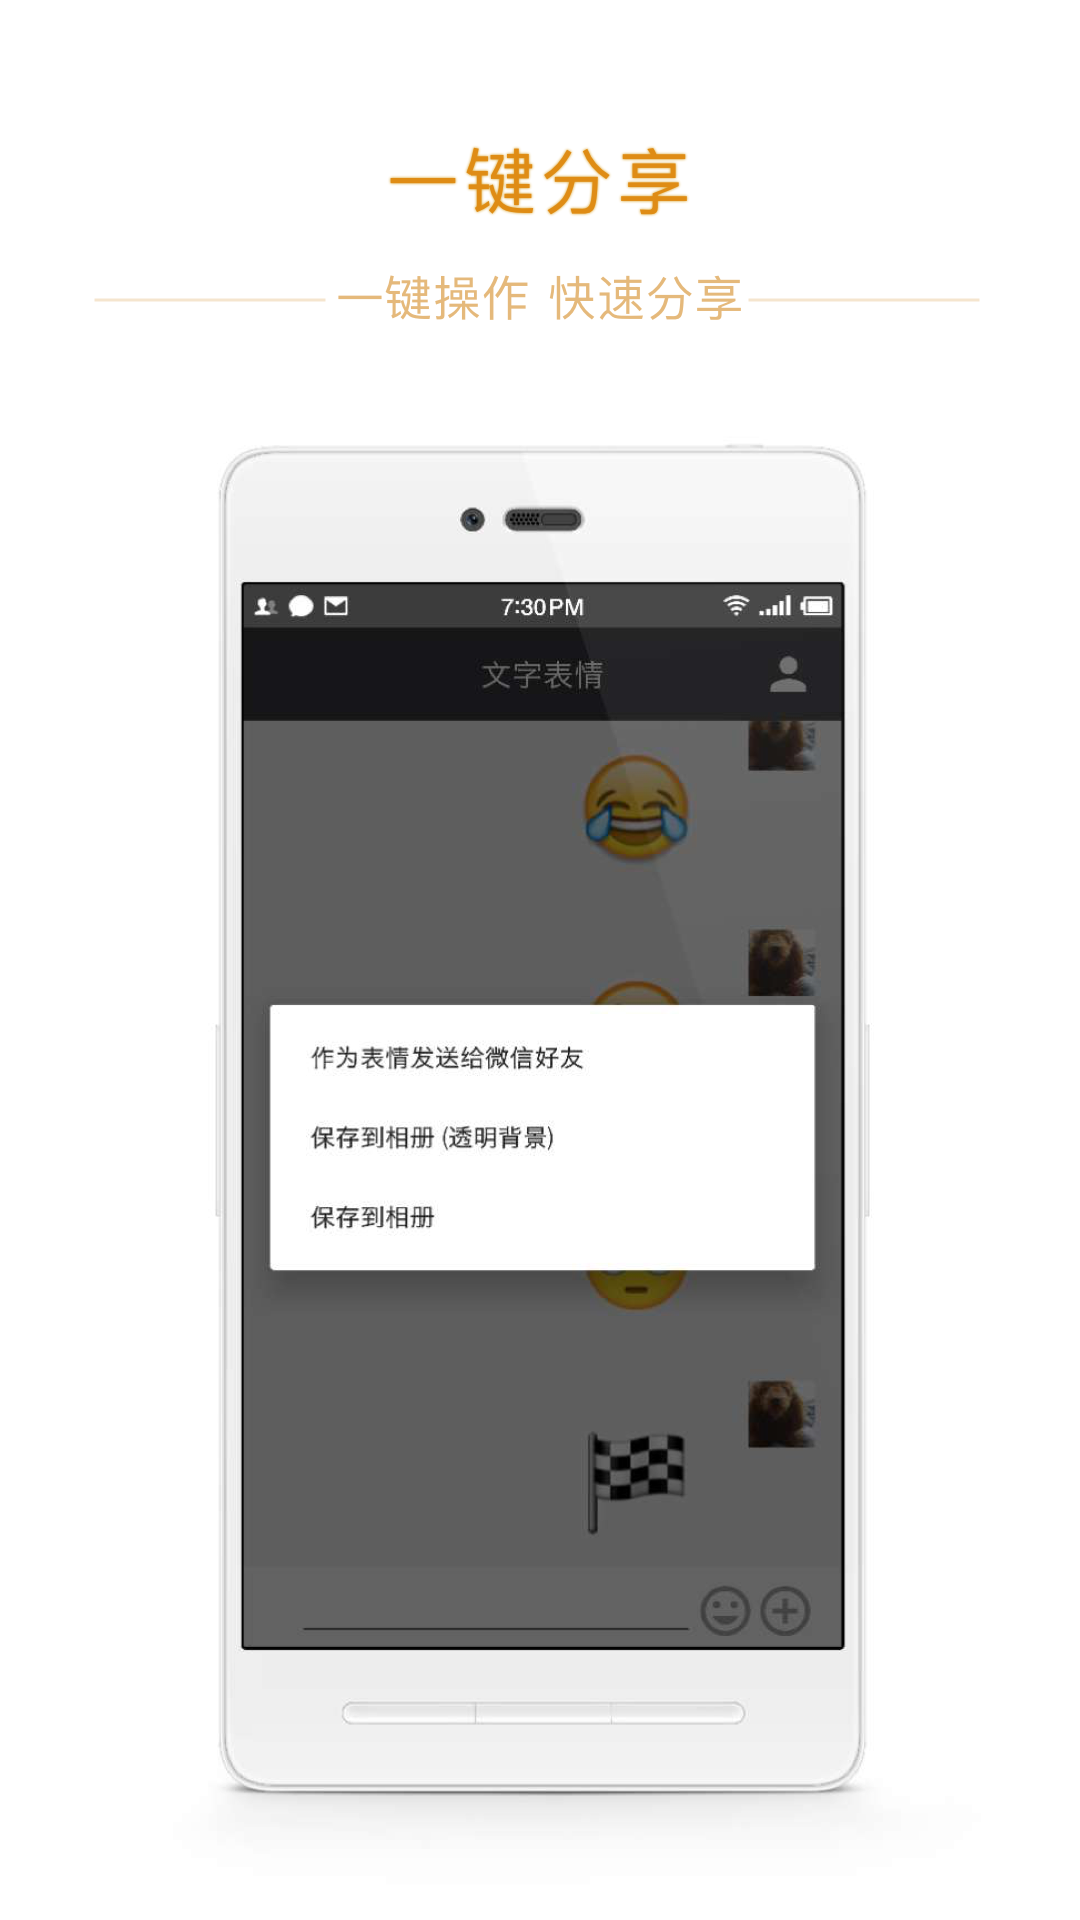 一键分享
一键操作 快速分享
7:30PM
文字表情
作为表情发送给微信好友
保存到相册 (透明背景)
保存到相册